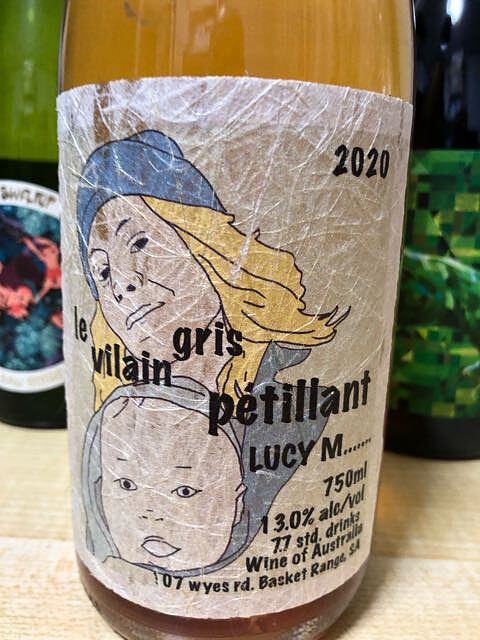 2020
le vilain gris
pétillant
LUCY M.......
750ml
13.0% alc/vol
7.7 std. drinks
Wine of Australia
107 wyes rd. Basket Range, SA